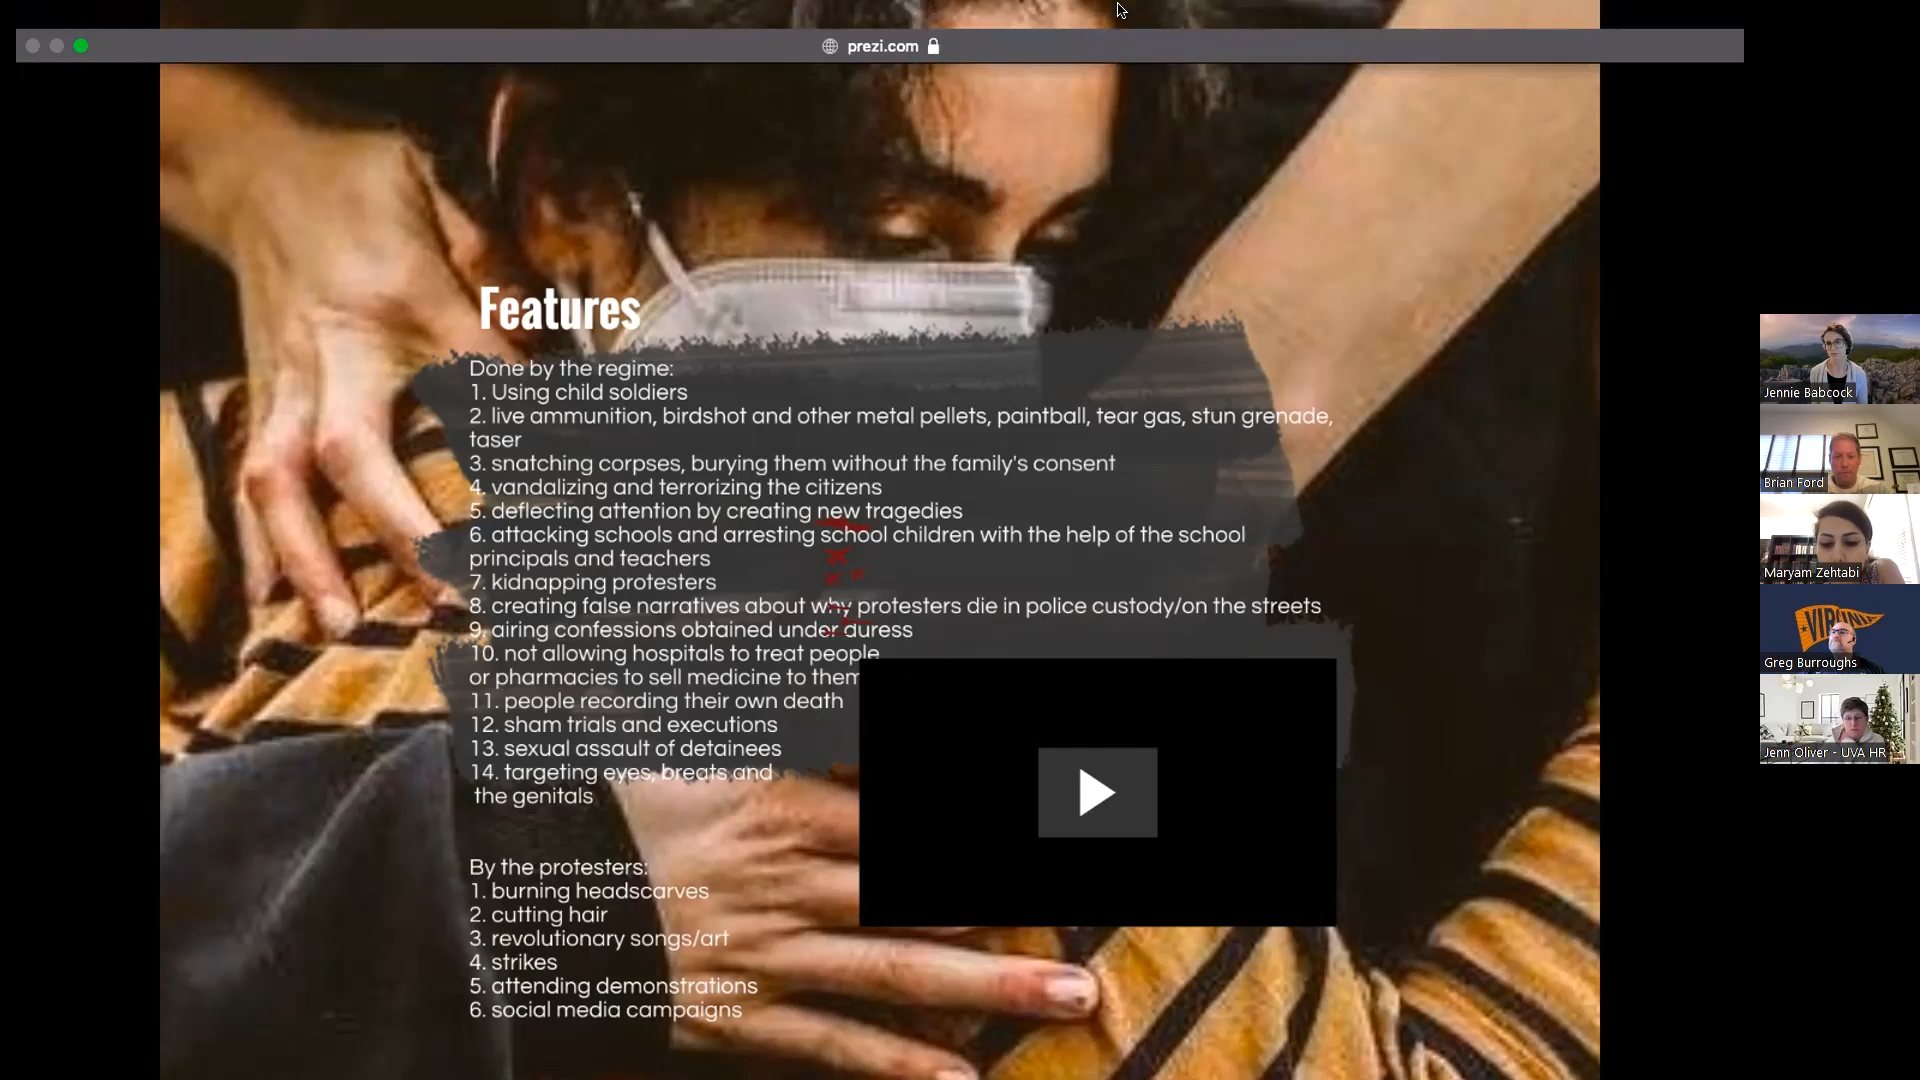 prezi.com
Features
Done by the regime:
1. Using child soldiers
2. live ammunition, birdshot and other metal pellets, paintball, tear gas, stun grenade,
taser
3. snatching corpses, burying them without the family's consent
4. vandalizing and terrorizing the citizens
5. deflecting attention by creating new tragedies
6. attacking schools and arresting school children with the help of the school
principals and teachers
7. kidnapping protesters
8. creating false narratives about why protesters die in police custody/on the streets
9. airing confessions obtained under duress
10. not allowing hospitals to treat people
or pharmacies to sell medicine to them
11. people recording their own death
12. sham trials and executions
13. sexual assault of detainees
14. targeting eyes, breats and
the genitals
By the protesters:
1. burning headscarves
2. cutting hair
3. revolutionary songs/art
4. strikes
5. attending demonstrations
6. social media campaigns
Jennie Babcock
Brian Ford
Maryam Zehtabi
Greg Burroughs
Jenn Oliver - UVA HR